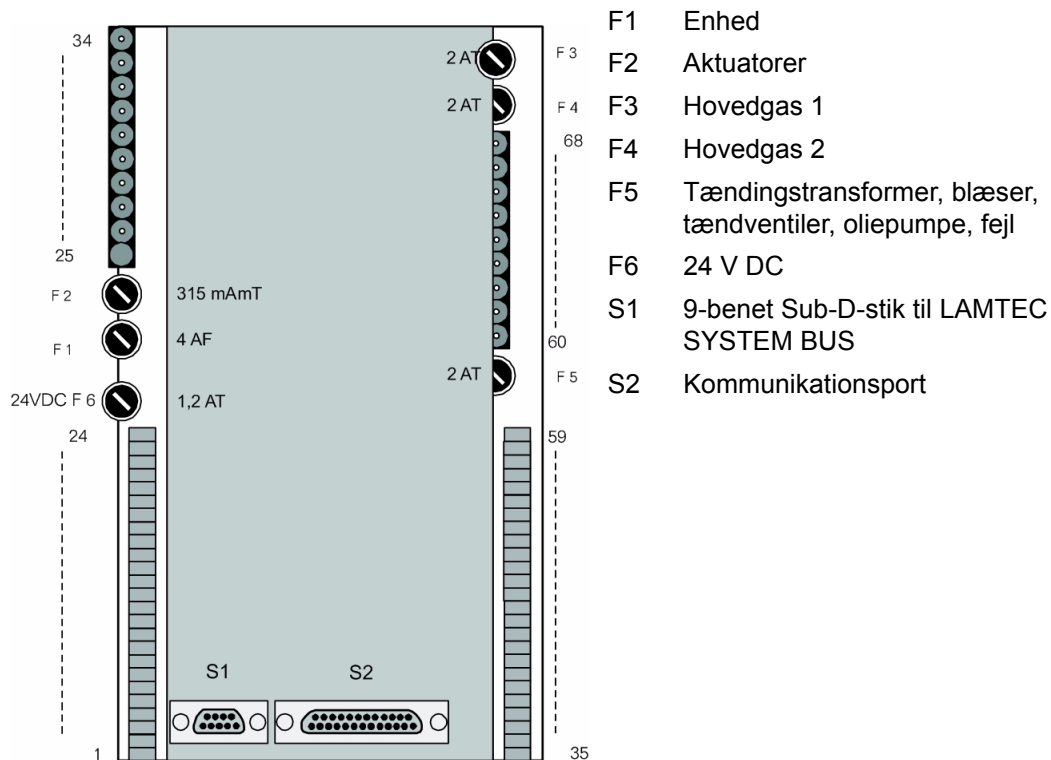 34
2 AT
F 3
2 AT
F 4
68
25
F 2
315 mAmT
F 1
4 AF
60
2 AT
F 5
24VDC F 6
1,2 AT
24
59
S1
S2
1
35
F1 Enhed
F2 Aktuatorer
F3 Hovedgas 1
F4 Hovedgas 2
F5 Tændingstransformer, blæser,
tændventiler, oliepumpe, fejl
F6 24 V DC
S1 9-benet Sub-D-stik til LAMTEC
SYSTEM BUS
S2 Kommunikationsport